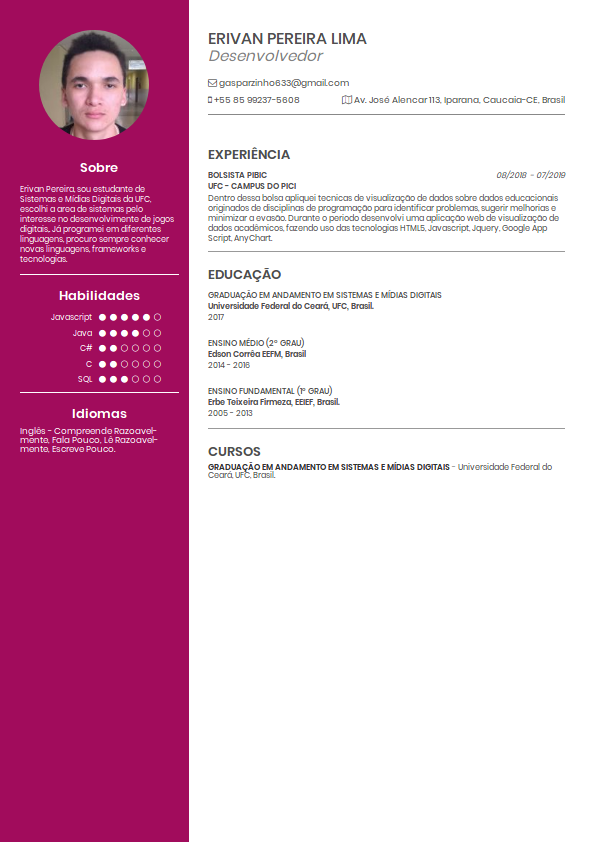 Sobre
Erivan Pereira, sou estudante de
Sistemas e Mídias Digitais da UFC,
escolhi a area de sistemas pelo
interesse no desenvolvimento de jogos
digitais. Já programei em diferentes
linguagens, procuro sempre conhecer
novas linguagens, frameworks e
tecnologias.
Habilidades
Javascript
Java
C#
C
SQL
Idiomas
Inglês - Compreende Razoavel-
mente, Fala Pouco, Lê Razoavel-
mente, Escreve Pouco.
ERIVAN PEREIRA LIMA
Desenvolvedor
gasparzinho633@gmail.com
+55 85 99237-5608 Av. José Alencar 113, Iparana, Caucaia-CE, Brasil
EXPERIÊNCIA
BOLSISTA PIBIC 08/2018 - 07/2019
UFC - CAMPUS DO PICI
Dentro dessa bolsa apliquei tecnicas de visualização de dados sobre dados educacionais
originados de disciplinas de programação para identificar problemas, sugerir melhorias e
minimizar a evasão. Durante o periodo desenvolvi uma aplicação web de visualização de
dados acadêmicos, fazendo uso das tecnologias HTML5, Javascript, Jquery, Google App
Script, AnyChart.
EDUCAÇÃO
GRADUAÇÃO EM ANDAMENTO EM SISTEMAS E MÍDIAS DIGITAIS
Universidade Federal do Ceará, UFC, Brasil.
2017
ENSINO MÉDIO (2º GRAU)
Edson Corrêa EEFM, Brasil
2014 - 2016
ENSINO FUNDAMENTAL (1º GRAU)
Erbe Teixeira Firmeza, EEIEF, Brasil.
2005 - 2013
CURSOS
GRADUAÇÃO EM ANDAMENTO EM SISTEMAS E MÍDIAS DIGITAIS - Universidade Federal do
Ceará, UFC, Brasil.